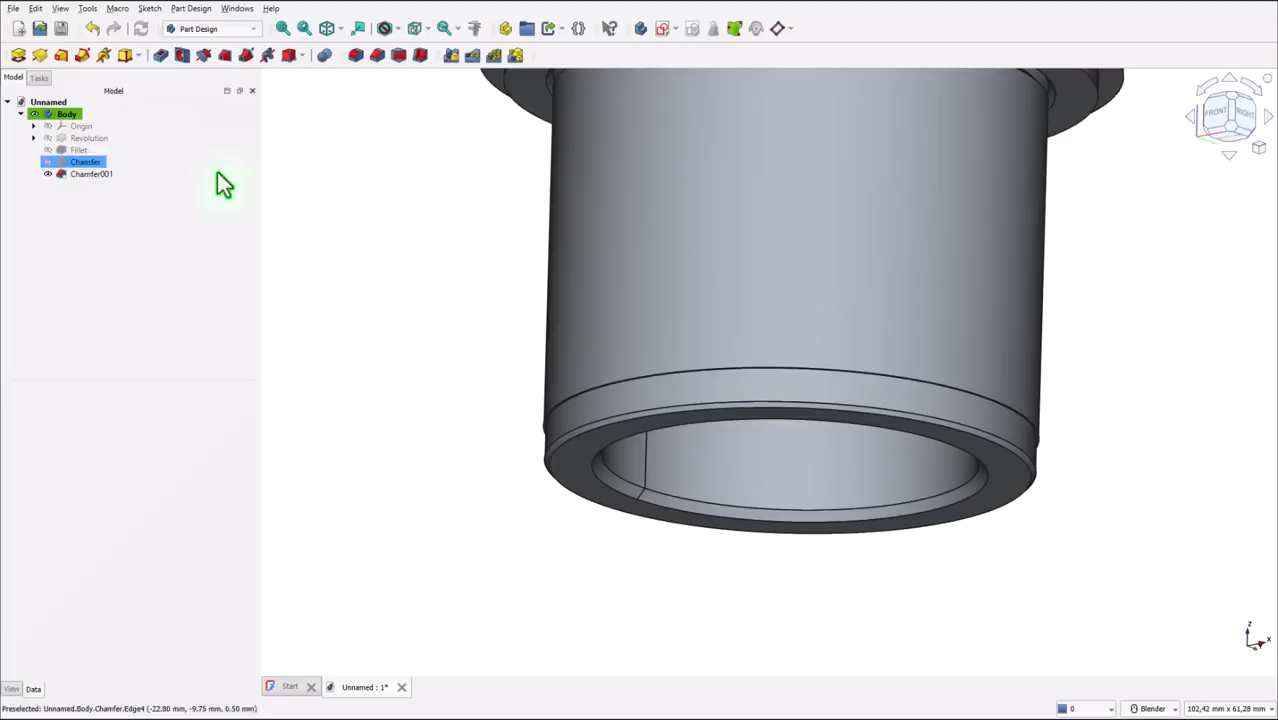 File Edit View Tools Macro Sketch Part Design Windows Help
Part Design
Model Tasks
Model
Unnamed
Body
Origin
Revolution
Fillet
Chamfer
Chamfer001
FRONT RIGHT
z
x
Start Unnamed : 1*
View Data
Preselected: Unnamed.Body.Chamfer.Edge4 (-22.80 mm, -9.75 mm, 0.50 mm) 0 Blender 102,42 mm x 61,28 mm